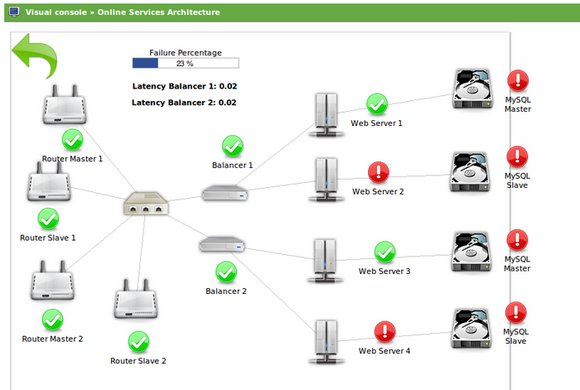 Visual console » Online Services Architecture
Failure Percentage
23 %
Latency Balancer 1: 0.02
Latency Balancer 2: 0.02
MySQL
Master
Web Server 1
Router Master 1
Balancer 1
MySQL
Slave
Web Server 2
Router Slave 1
MySQL
Master
Web Server 3
Balancer 2
Router Master 2
MySQL
Slave
Web Server 4
Router Slave 2